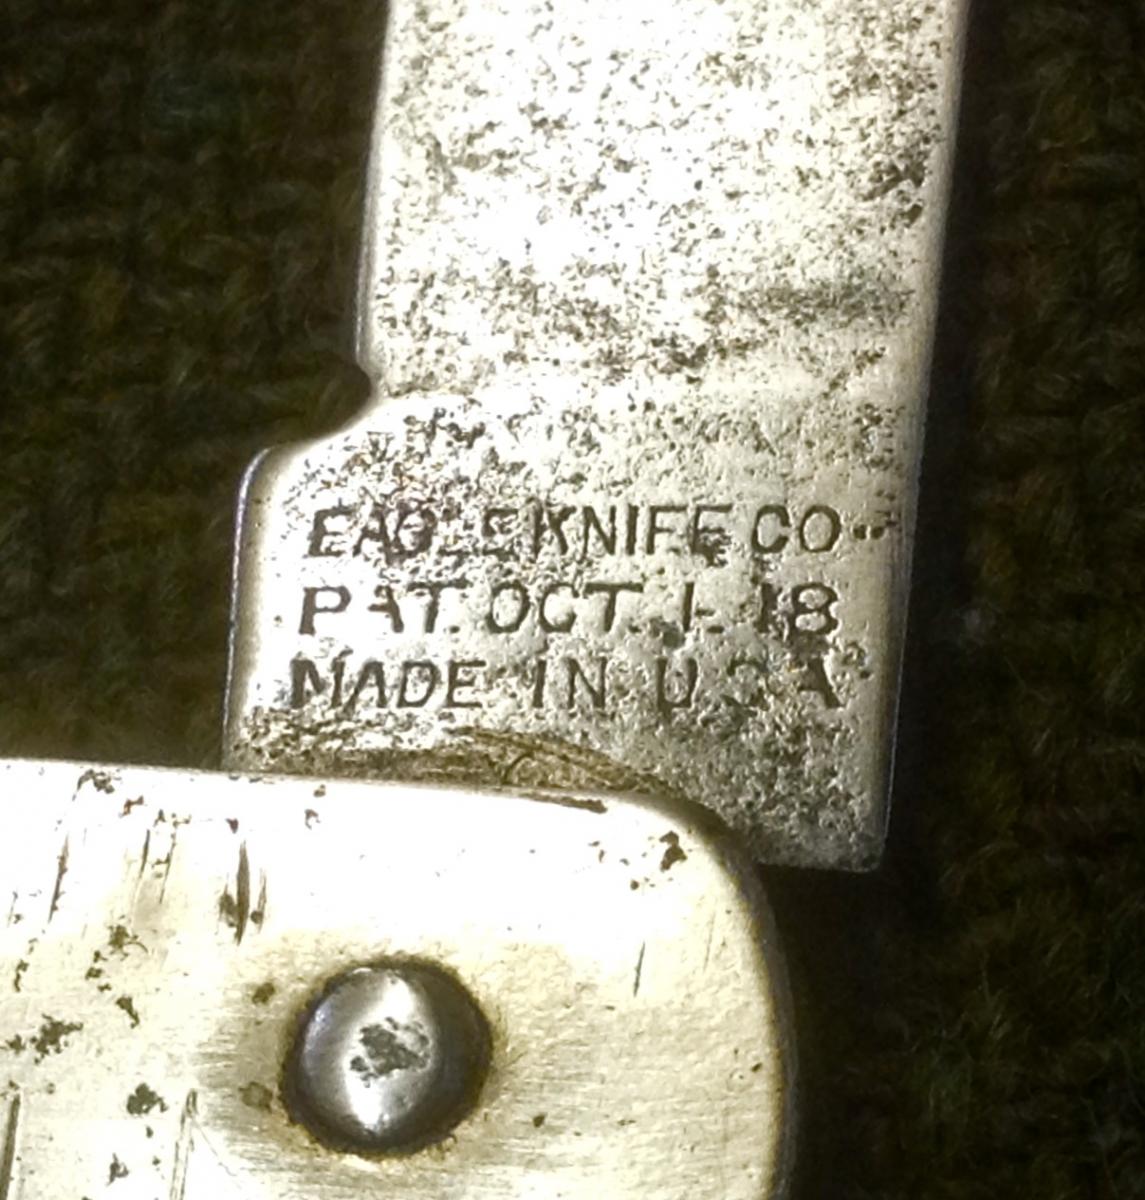 EAGLE KNIFE CO.
PAT. OCT. 1-18
MADE IN U S A